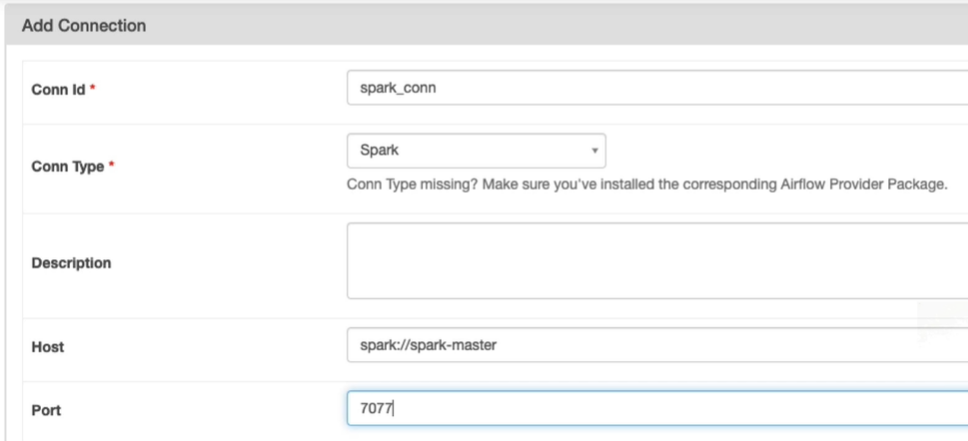 Add Connection
Conn Id *
spark_conn
Conn Type *
Spark
Conn Type missing? Make sure you've installed the corresponding Airflow Provider Package.
Description
Host
spark://spark-master
Port
7077